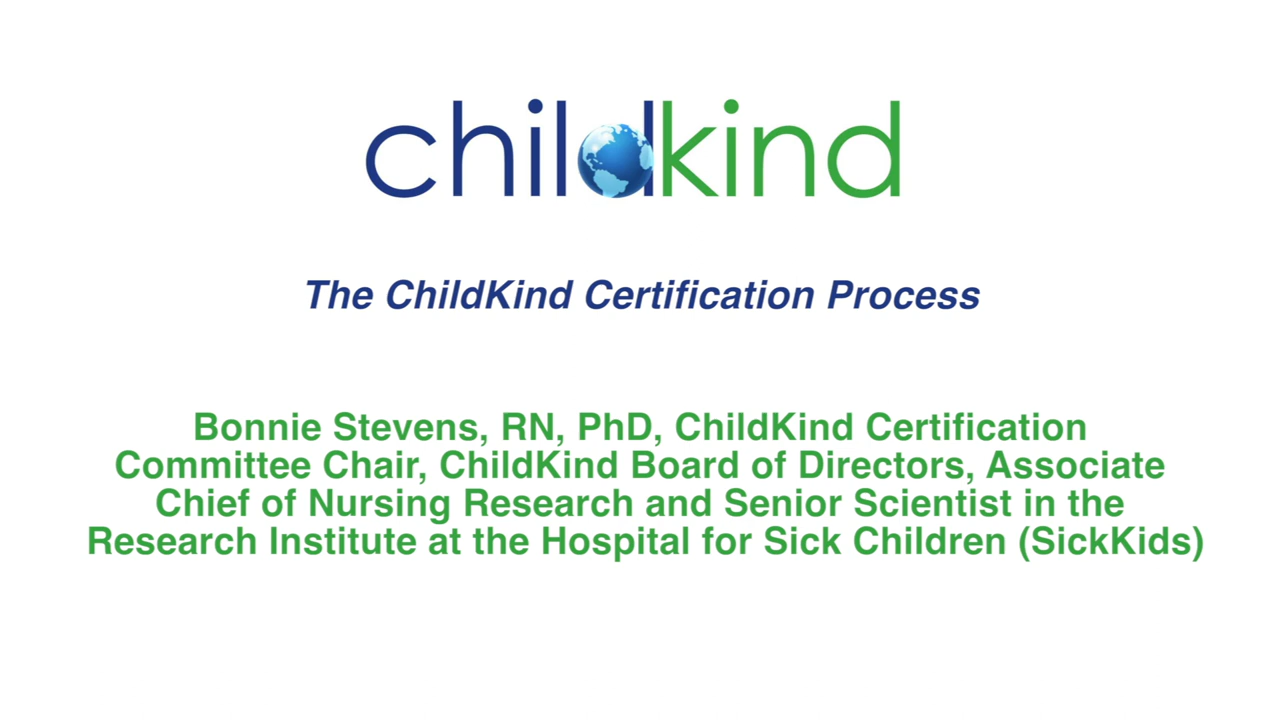 childkind
The ChildKind Certification Process
Bonnie Stevens, RN, PhD, ChildKind Certification
Committee Chair, ChildKind Board of Directors, Associate
Chief of Nursing Research and Senior Scientist in the
Research Institute at the Hospital for Sick Children (SickKids)